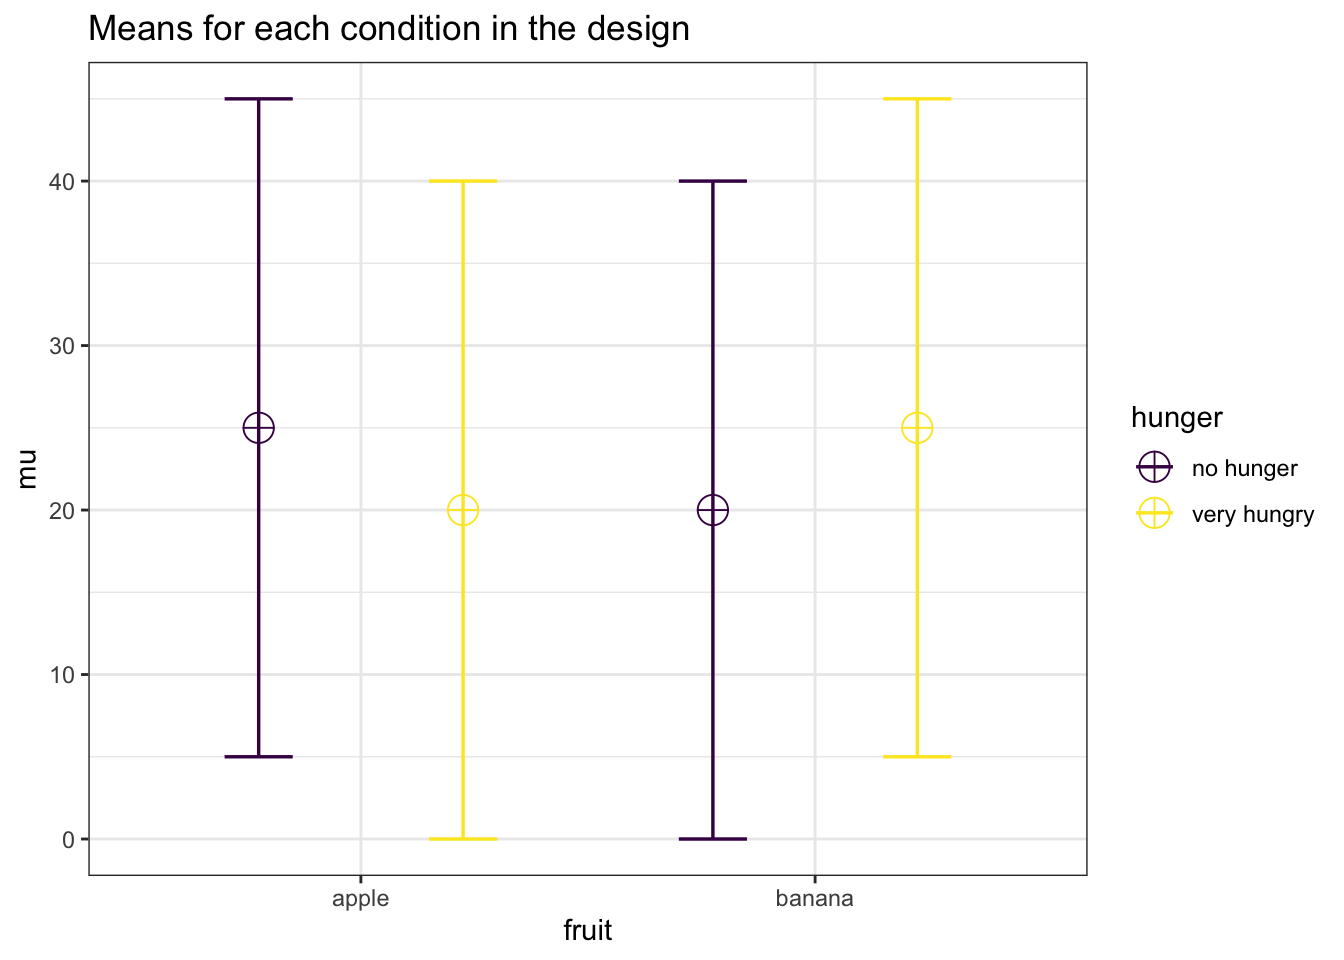 Means for each condition in the design
40
30
20
10
0
mu
apple
banana
fruit
hunger
no hunger
very hungry